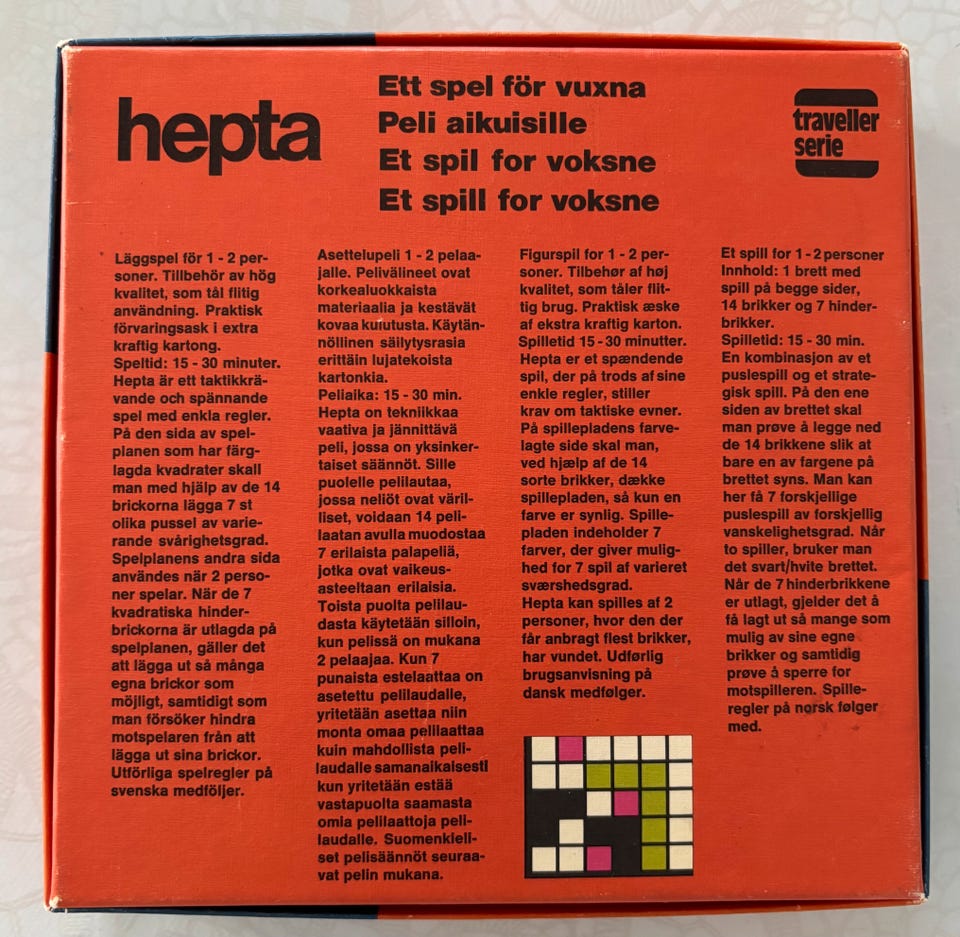 hepta
Ett spel för vuxna
Peli aikuisille
Et spil for voksne
Et spill for voksne
traveller
serie
Läggspel för 1 - 2 per-
soner. Tillbehör av hög
kvalitet, som tål flitig
användning. Praktisk
förvaringsask i extra
kraftig kartong.
Speltid: 15 - 30 minuter.
Hepta är ett taktikkrä-
vande och spännande
spel med enkla regler.
På den sida av spel-
planen som har färg-
lagda kvadrater skall
man med hjälp av de 14
brickorna lägga 7 st
olika pussel av varie-
rande svårighetsgrad.
Spelplanens andra sida
användes när 2 perso-
ner spelar. När de 7
kvadratiska hinder-
brickorna är utlagda på
spelplanen, gäller det
att lägga ut så många
egna brickor som
möjligt, samtidigt som
man försöker hindra
motspelaren från att
lägga ut sina brickor.
Utförliga spelregler på
svenska medföljer.
Asettelupeli 1 - 2 pelaa-
jalle. Pelivälineet ovat
korkealuokkaista
materiaalia ja kestävät
kovaa kulutusta. Käytän-
nöllinen säilytysrasia
erittäin lujatekoista
kartonkia.
Peliaika: 15 - 30 min.
Hepta on tekniikkaa
vaativa ja jännittävä
peli, jossa on yksinker-
taiset säännöt. Sille
puolelle pelilautaa,
jossa neliöt ovat väril-
liset, voidaan 14 peli-
laatan avulla muodostaa
7 erilaista palapeliä,
jotka ovat vaikeus-
asteeltaan erilaisia.
Toista puolta pelilau-
dasta käytetään silloin,
kun pelissä on mukana
2 pelaajaa. Kun 7
punaista estelaattaa on
asetettu pelilaudalle,
yritetään asettaa niin
monta omaa pelilaattaa
kuin mahdollista peli-
laudalle samanaikaisesti
kun yritetään estää
vastapuolta saamasta
omia pelilaattoja peli-
laudalle. Suomenkieli-
set pelisäännöt seuraa-
vat pelin mukana.
Figurspil for 1 - 2 per-
soner. Tilbehør af høj
kvalitet, som tåler flit-
tig brug. Praktisk æske
af ekstra kraftig karton.
Spilletid 15 - 30 minutter.
Hepta er et spændende
spil, der på trods af sine
enkle regler, stiller
krav om taktiske evner.
På spillepladens farve-
lagte side skal man,
ved hjælp af de 14
sorte brikker, dække
spillepladen, så kun en
farve er synlig. Spille-
pladen indeholder 7
farver, der giver mulig-
hed for 7 spil af varieret
sværshedsgrad.
Hepta kan spilles af 2
personer, hvor den der
får anbragt flest brikker,
har vundet. Udførlig
brugsanvisning på
dansk medfølger.
Et spill for 1 - 2 personer
Innhold: 1 brett med
spill på begge sider,
14 brikker og 7 hinder-
brikker.
Spilletid: 15 - 30 min.
En kombinasjon av et
puslespill og et strate-
gisk spill. På den ene
siden av brettet skal
man prøve å legge ned
de 14 brikkene slik at
bare en av fargene på
brettet syns. Man kan
her få 7 forskjellige
puslespill av forskjellig
vanskelighetsgrad. Når
to spiller, bruker man
det svart/hvite brettet.
Når de 7 hinderbrikkene
er utlagt, gjelder det å
få lagt ut så mange som
mulig av sine egne
brikker og samtidig
prøve å sperre for
motspilleren. Spille-
regler på norsk følger
med.